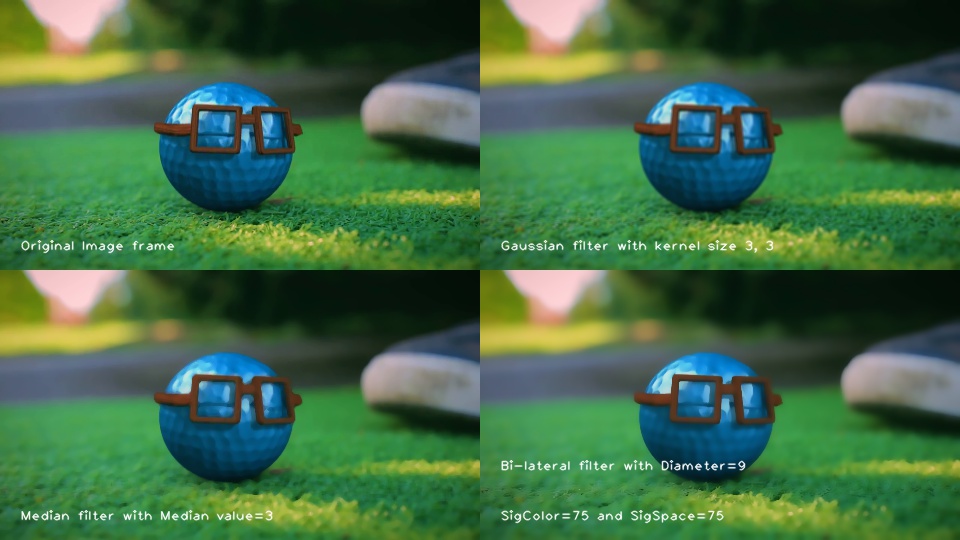 Original Image frame
Gaussian filter with kernel size 3, 3
Median filter with Median value=3
Bi-lateral filter with Diameter=9
SigColor=75 and SigSpace=75